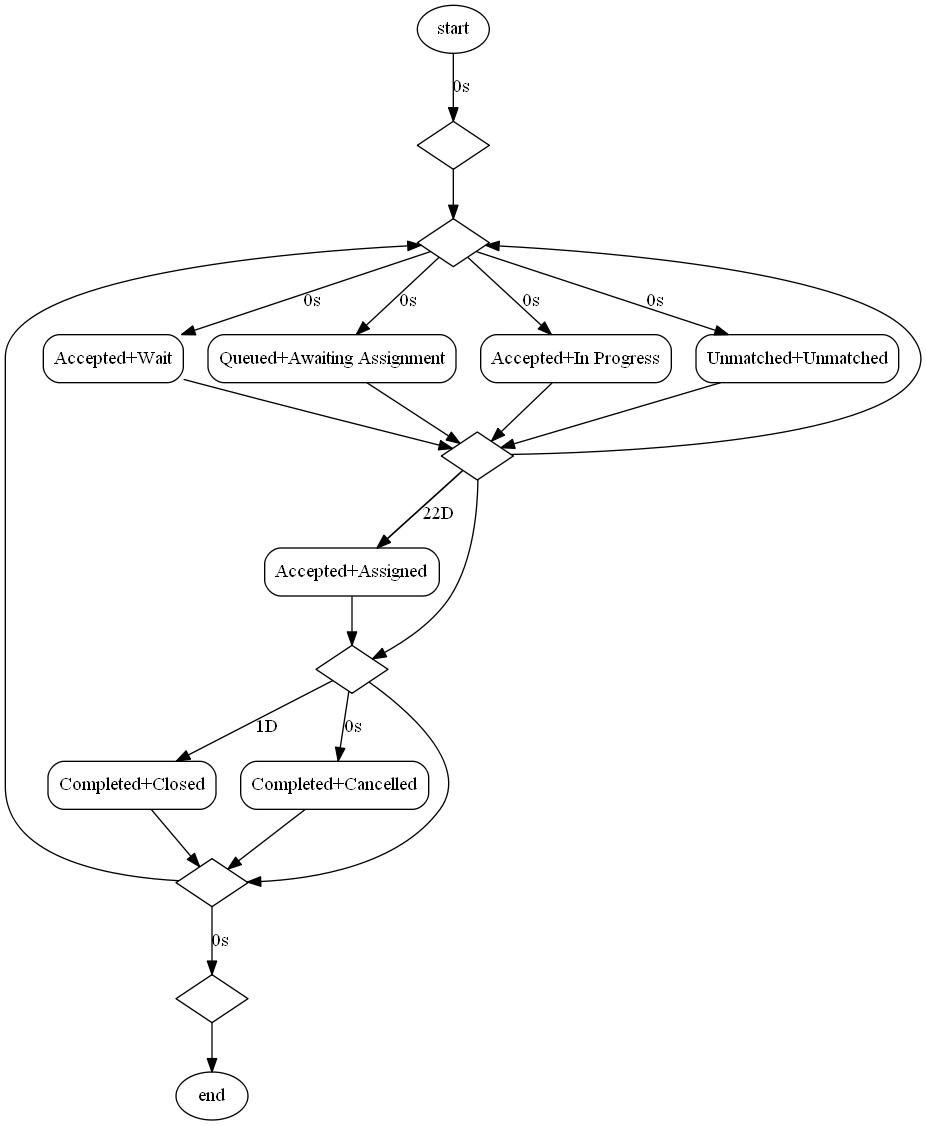 start
0s
0s
0s
0s
0s
Accepted+Wait
Queued+Awaiting Assignment
Accepted+In Progress
Unmatched+Unmatched
22D
Accepted+Assigned
1D
0s
Completed+Closed
Completed+Cancelled
0s
end